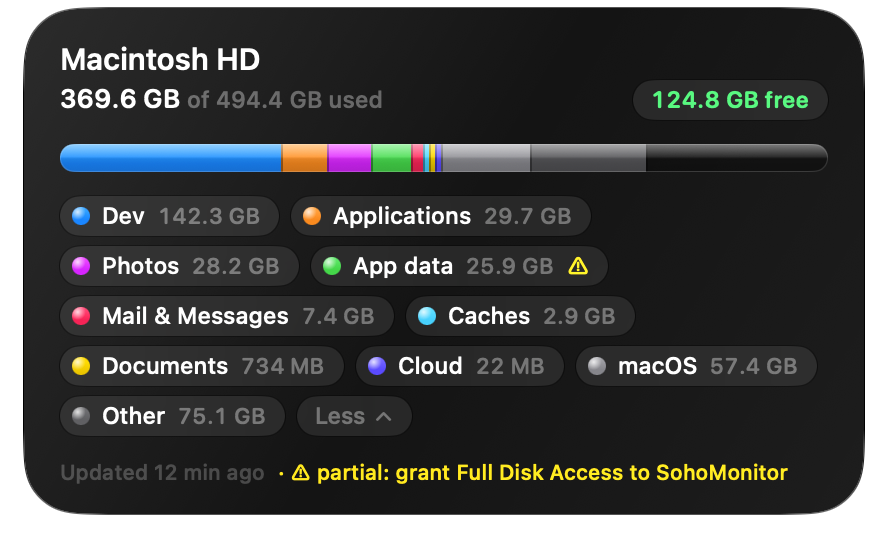 Macintosh HD
369.6 GB of 494.4 GB used
124.8 GB free
Dev 142.3 GB
Applications 29.7 GB
Photos 28.2 GB
App data 25.9 GB
Mail & Messages 7.4 GB
Caches 2.9 GB
Documents 734 MB
Cloud 22 MB
macOS 57.4 GB
Other 75.1 GB
Less
Updated 12 min ago · partial: grant Full Disk Access to SohoMonitor